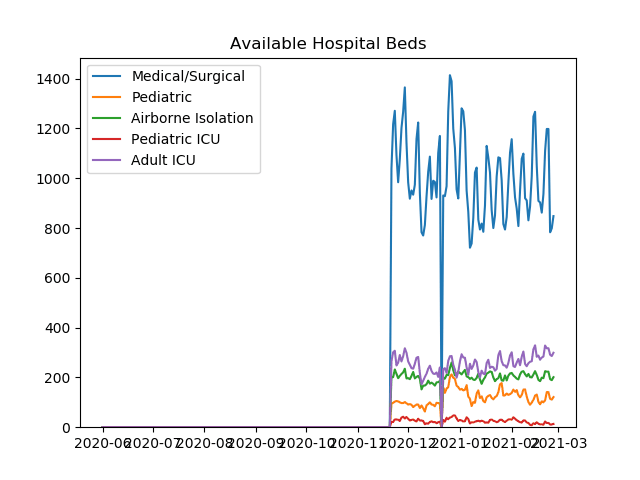 Available Hospital Beds
Medical/Surgical
Pediatric
Airborne Isolation
Pediatric ICU
Adult ICU
1400
1200
1000
800
600
400
200
0
2020-06 2020-07 2020-08 2020-09 2020-10 2020-11 2020-12 2021-01 2021-02 2021-03